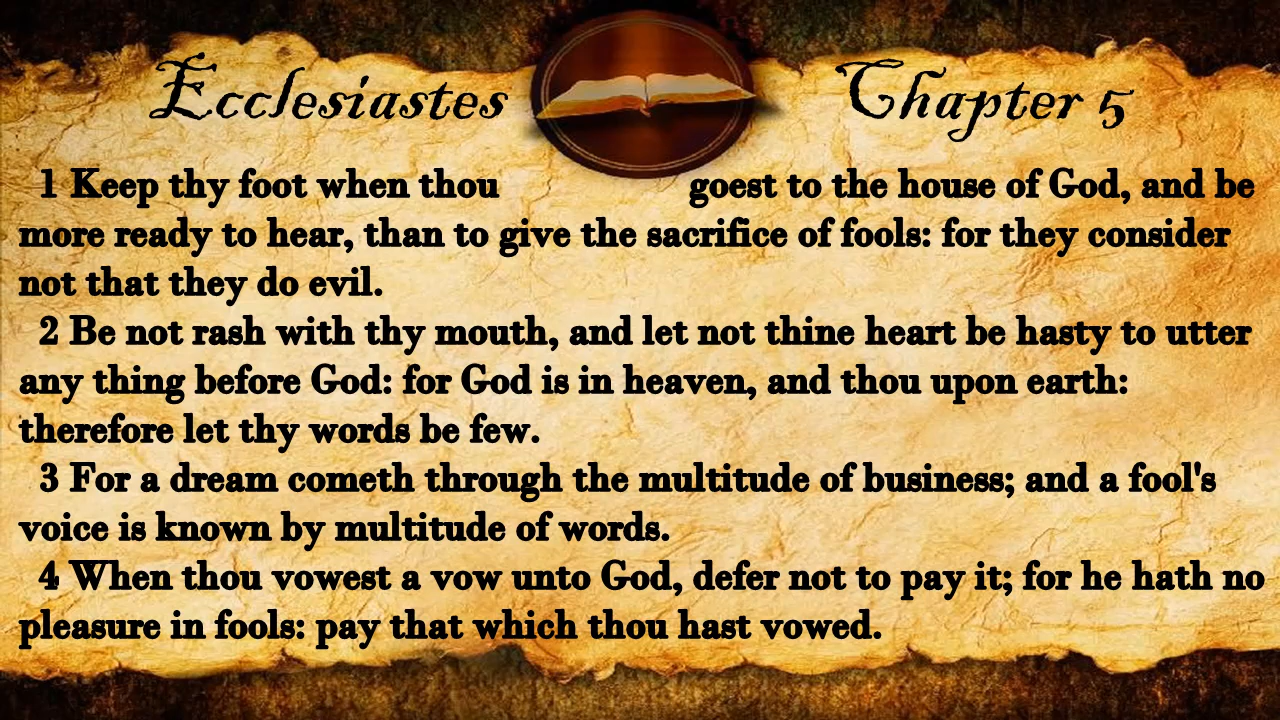 Ecclesiastes Chapter 5
1 Keep thy foot when thou goest to the house of God, and be
more ready to hear, than to give the sacrifice of fools: for they consider
not that they do evil.
2 Be not rash with thy mouth, and let not thine heart be hasty to utter
any thing before God: for God is in heaven, and thou upon earth:
therefore let thy words be few.
3 For a dream cometh through the multitude of business; and a fool's
voice is known by multitude of words.
4 When thou vowest a vow unto God, defer not to pay it; for he hath no
pleasure in fools: pay that which thou hast vowed.